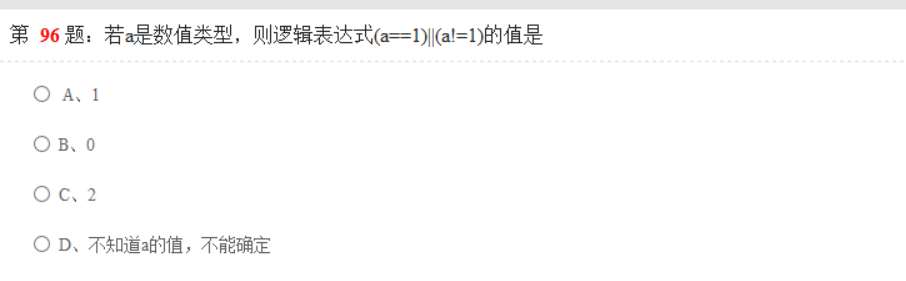 第 96 题：若a是数值类型，则逻辑表达式(a==1)||(a!=1)的值是
A、1
B、0
C、2
D、不知道a的值，不能确定